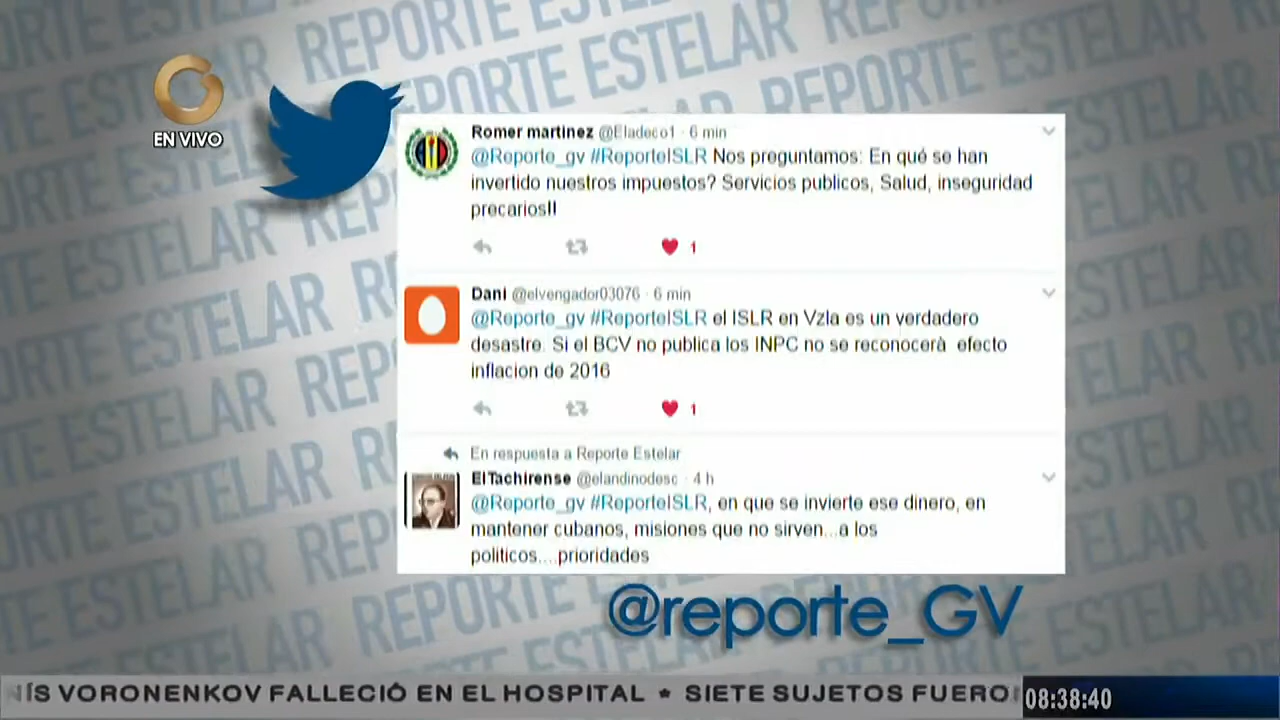 REPORTE ESTELAR
EN VIVO
Romer martinez @Eladeco1 · 6 min
@Reporte_gv #ReporteISLR Nos preguntamos: En qué se han
invertido nuestros impuestos? Servicios publicos, Salud, inseguridad
precarios!!
1
Dani @elvengador03076 · 6 min
@Reporte_gv #ReporteISLR el ISLR en Vzla es un verdadero
desastre. Si el BCV no publica los INPC no se reconocerà efecto
inflacion de 2016
1
En respuesta a Reporte Estelar
ElTachirense @elandinodesc · 4 h
@Reporte_gv #ReporteISLR, en que se invierte ese dinero, en
mantener cubanos, misiones que no sirven...a los
politicos....prioridades
@reporte_GV
NÍS VORONENKOV FALLECIÓ EN EL HOSPITAL * SIETE SUJETOS FUERO
08:38:40